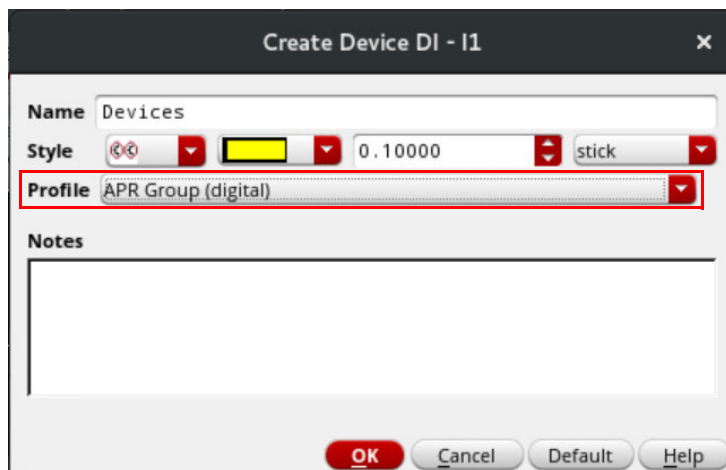 Create Device DI - I1
Name Devices
Style 0.10000 stick
Profile APR Group (digital)
Notes
OK Cancel Default Help